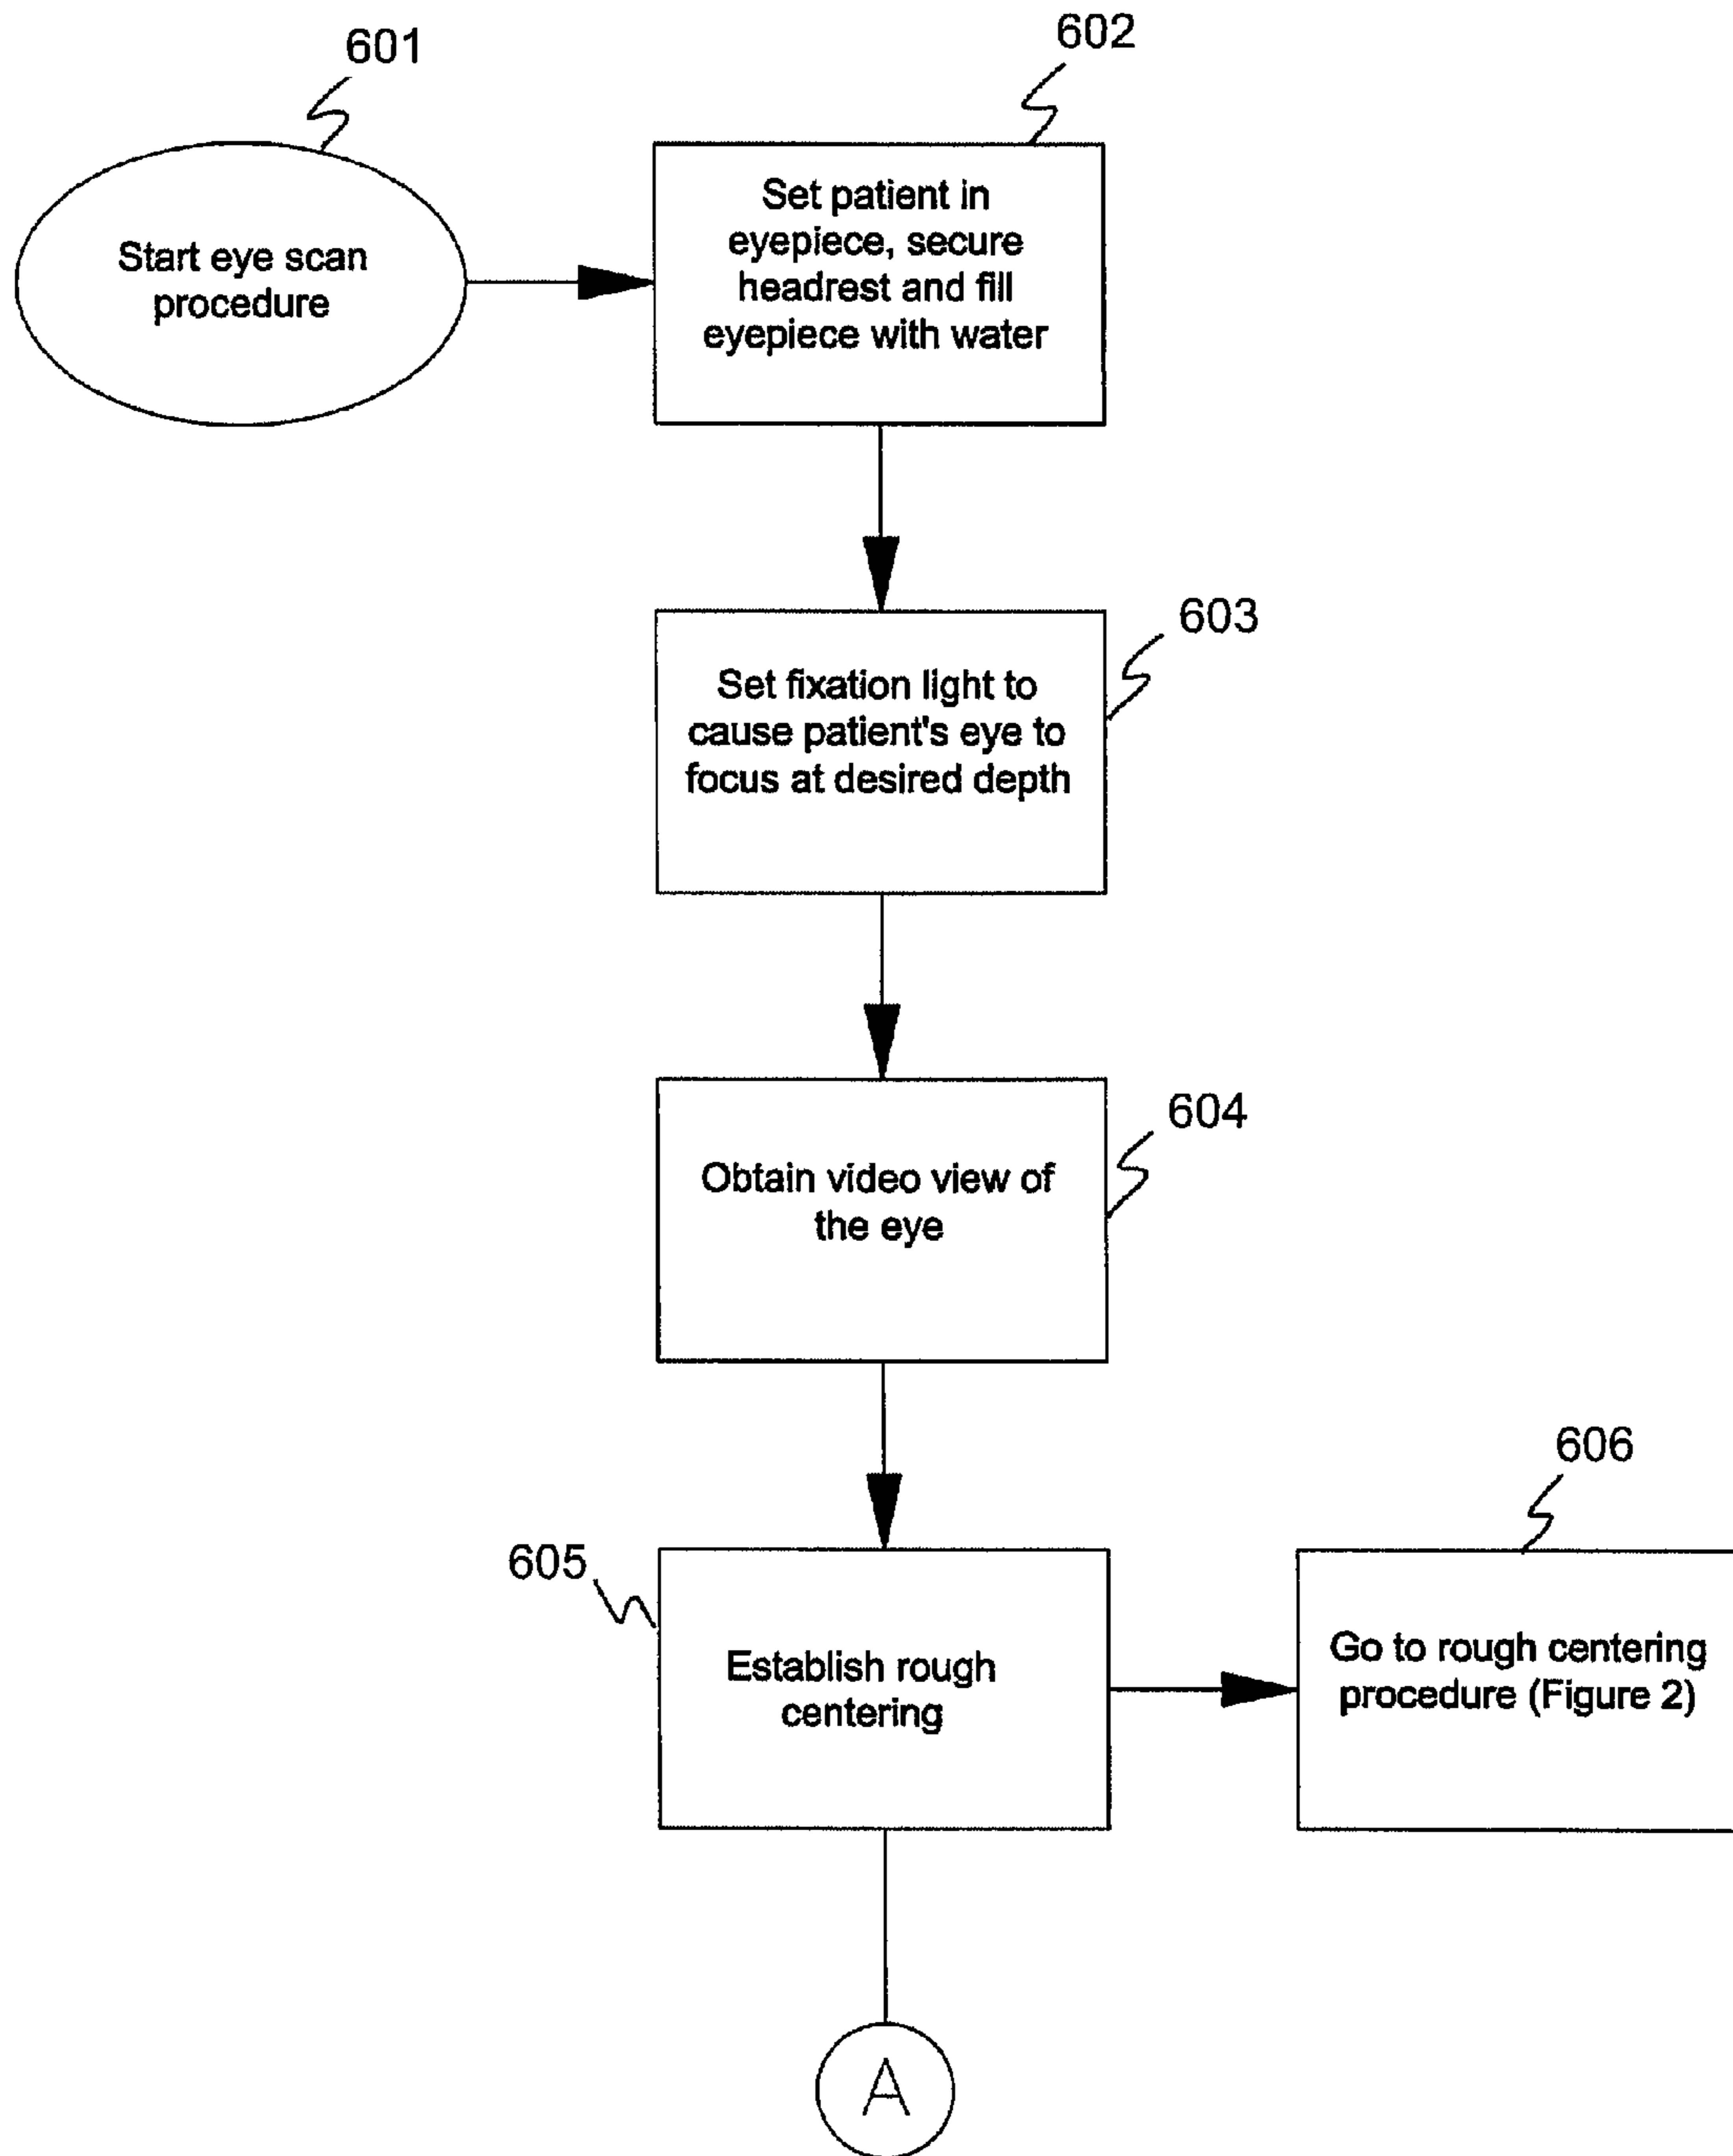 601
602
Start eye scan
procedure
Set patient in
eyepiece, secure
headrest and fill
eyepiece with water
603
Set fixation light to
cause patient's eye to
focus at desired depth
604
Obtain video view of
the eye
605
Establish rough
centering
606
Go to rough centering
procedure (Figure 2)
A